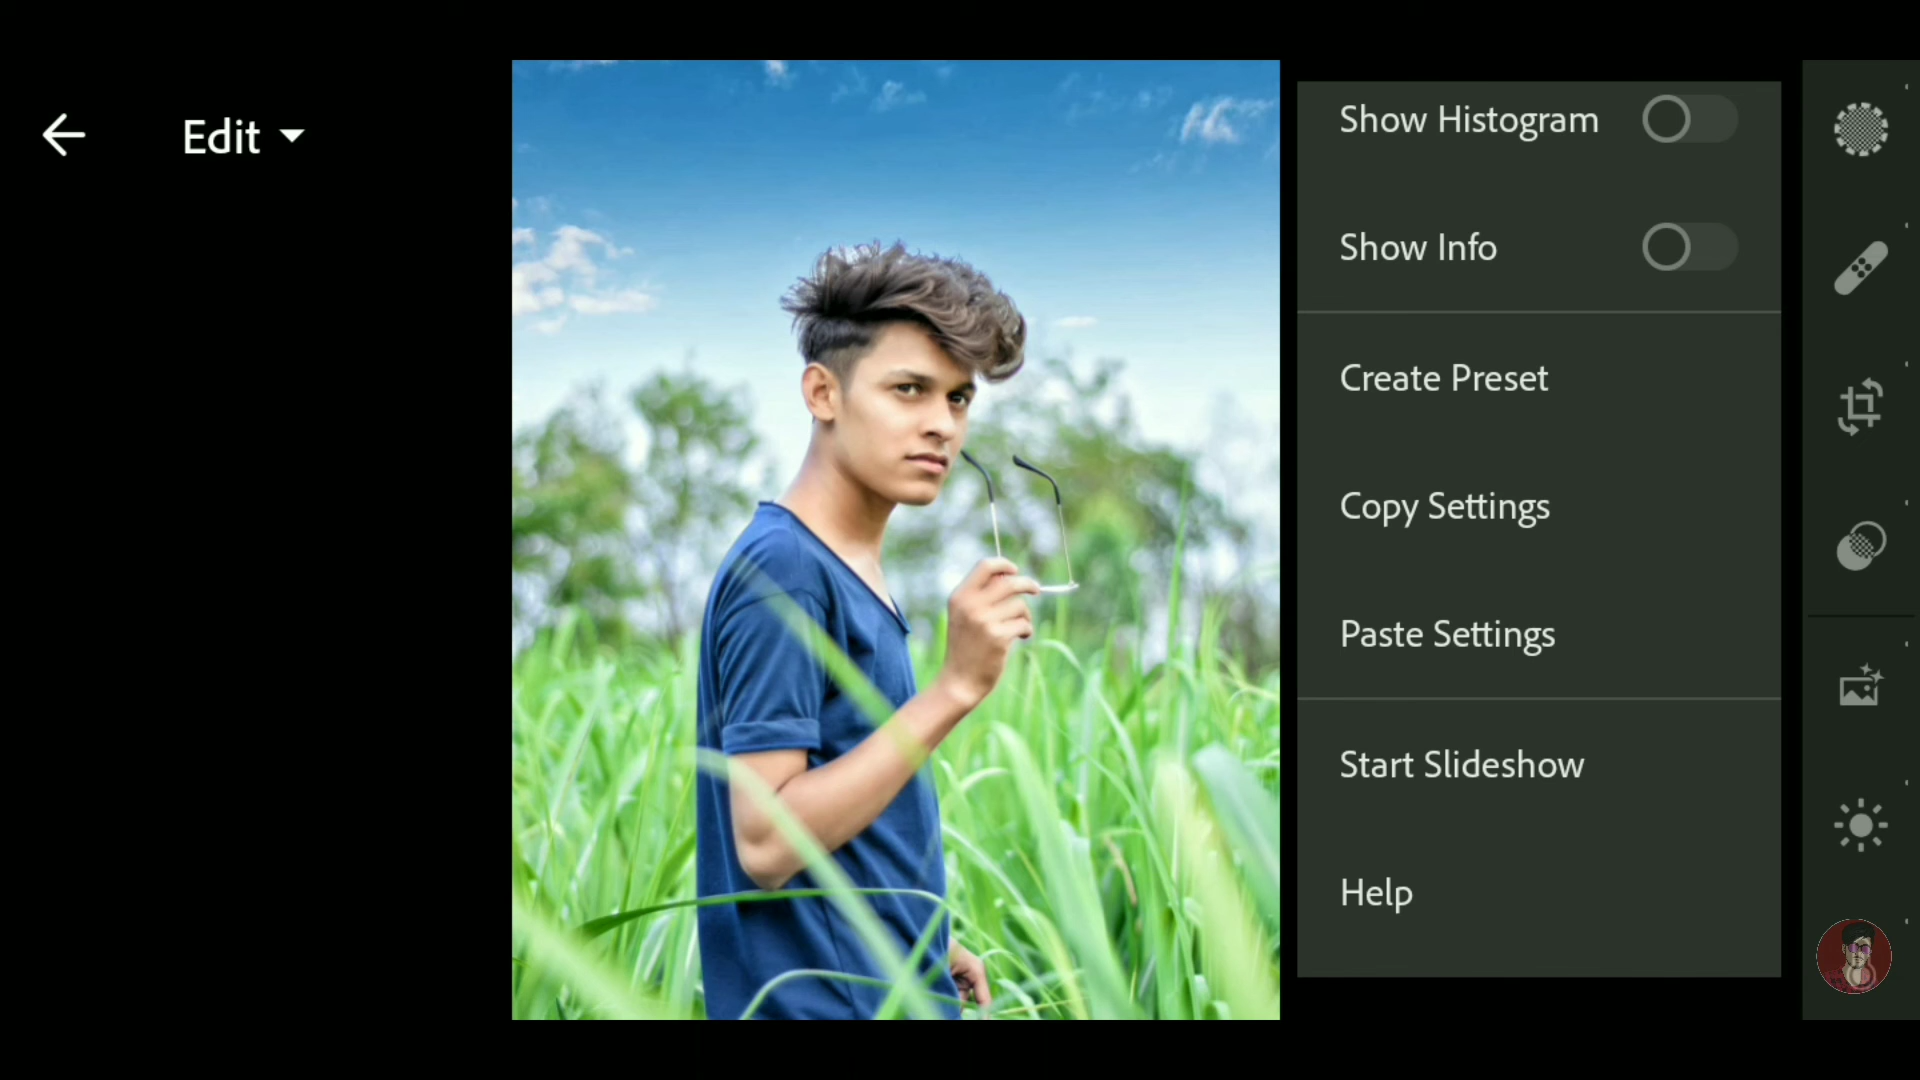 Edit
Show Histogram
Show Info
Create Preset
Copy Settings
Paste Settings
Start Slideshow
Help